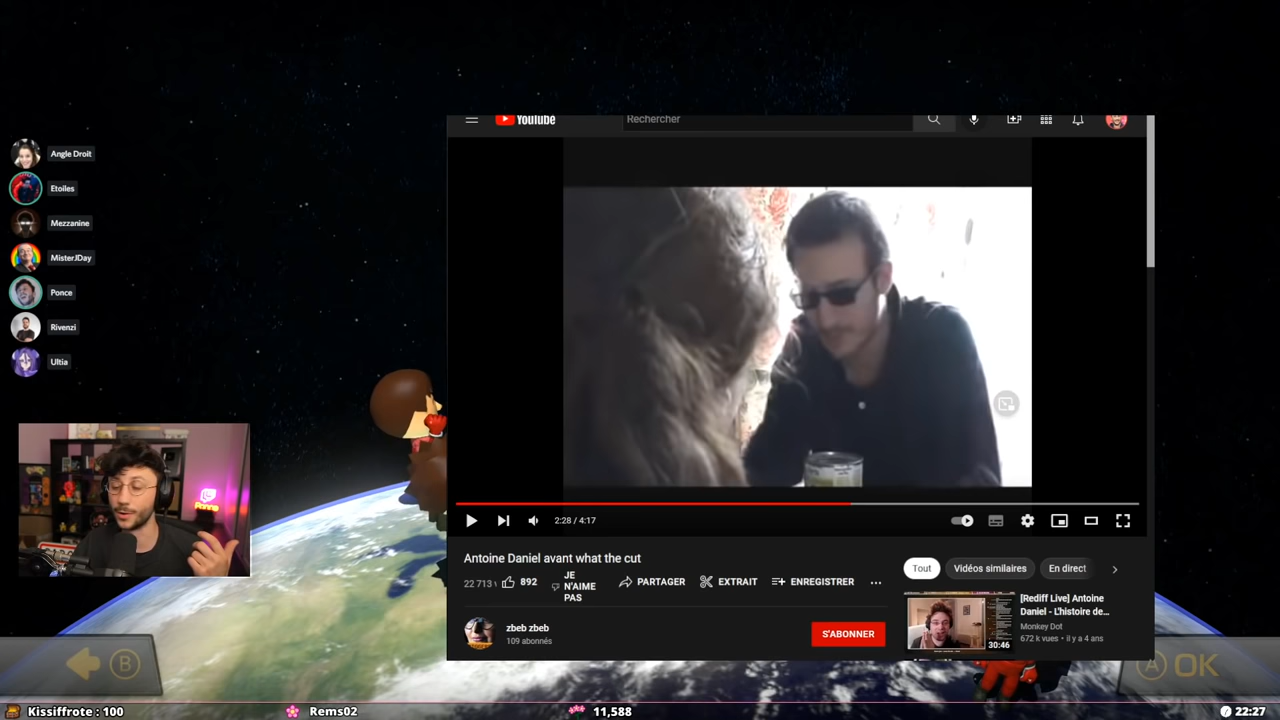 YouTube
Rechercher
Angle Droit
Etoiles
Mezzanine
MisterJDay
Ponce
Rivenzi
Ultia
Ponce
2:28 / 4:17
Antoine Daniel avant what the cut
22 713
892
JE
N'AIME
PAS
PARTAGER
EXTRAIT
ENREGISTRER
zbeb zbeb
109 abonnés
S'ABONNER
Tout
Vidéos similaires
En direct
[Rediff Live] Antoine
Daniel - L'histoire de...
Monkey Dot
672 k vues • il y a 4 ans
30:46
B
A OK
Kissiffrote : 100
Rems02
11,588
22:27